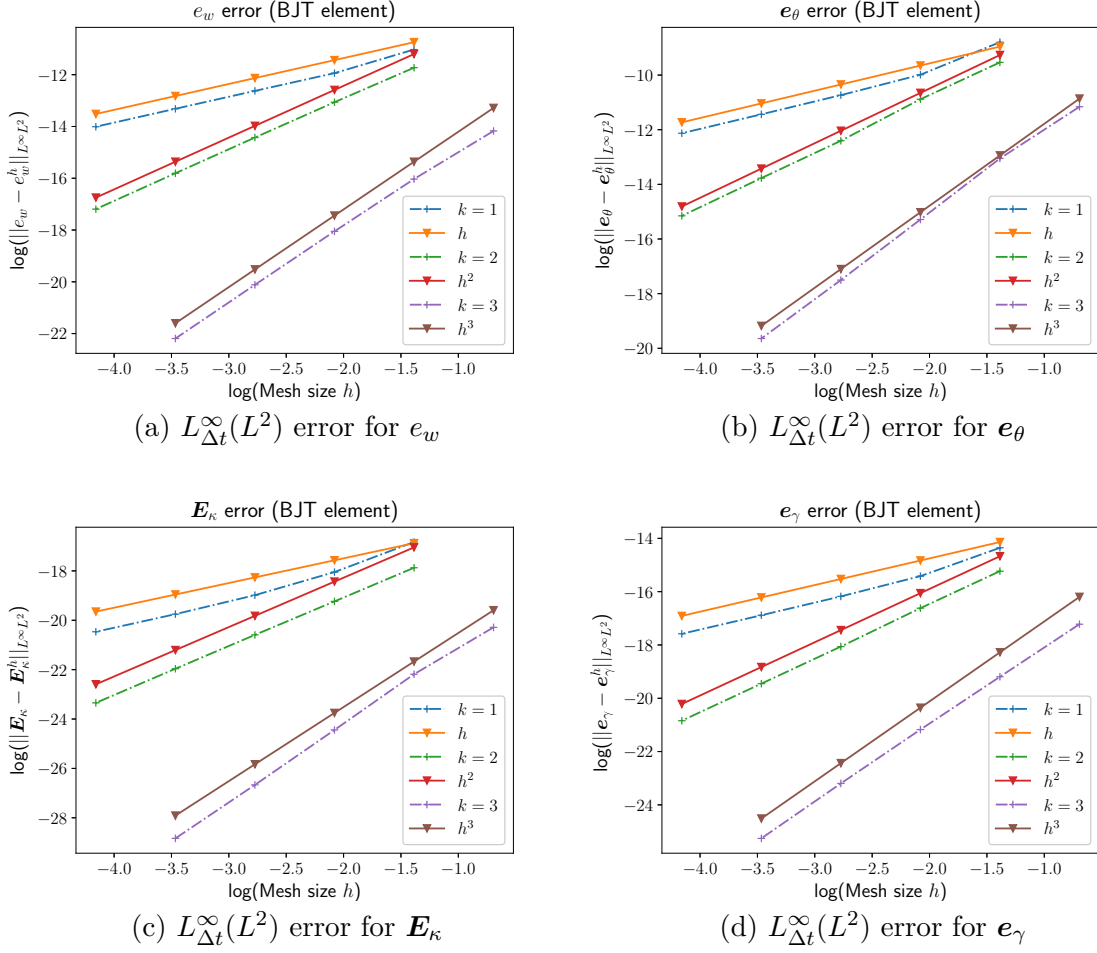 e_w error (BJT element)
log(||e_w − e_w^h||_{L^∞L^2})
−12
−14
−16
−18
−20
−22
k = 1
h
k = 2
h^2
k = 3
h^3
−4.0 −3.5 −3.0 −2.5 −2.0 −1.5 −1.0
log(Mesh size h)
(a) L^∞_{Δt}(L^2) error for e_w
e_θ error (BJT element)
log(||e_θ − e_θ^h||_{L^∞L^2})
−10
−12
−14
−16
−18
−20
k = 1
h
k = 2
h^2
k = 3
h^3
−4.0 −3.5 −3.0 −2.5 −2.0 −1.5 −1.0
log(Mesh size h)
(b) L^∞_{Δt}(L^2) error for e_θ
E_κ error (BJT element)
log(||E_κ − E_κ^h||_{L^∞L^2})
−18
−20
−22
−24
−26
−28
k = 1
h
k = 2
h^2
k = 3
h^3
−4.0 −3.5 −3.0 −2.5 −2.0 −1.5 −1.0
log(Mesh size h)
(c) L^∞_{Δt}(L^2) error for E_κ
e_γ error (BJT element)
log(||e_γ − e_γ^h||_{L^∞L^2})
−14
−16
−18
−20
−22
−24
k = 1
h
k = 2
h^2
k = 3
h^3
−4.0 −3.5 −3.0 −2.5 −2.0 −1.5 −1.0
log(Mesh size h)
(d) L^∞_{Δt}(L^2) error for e_γ